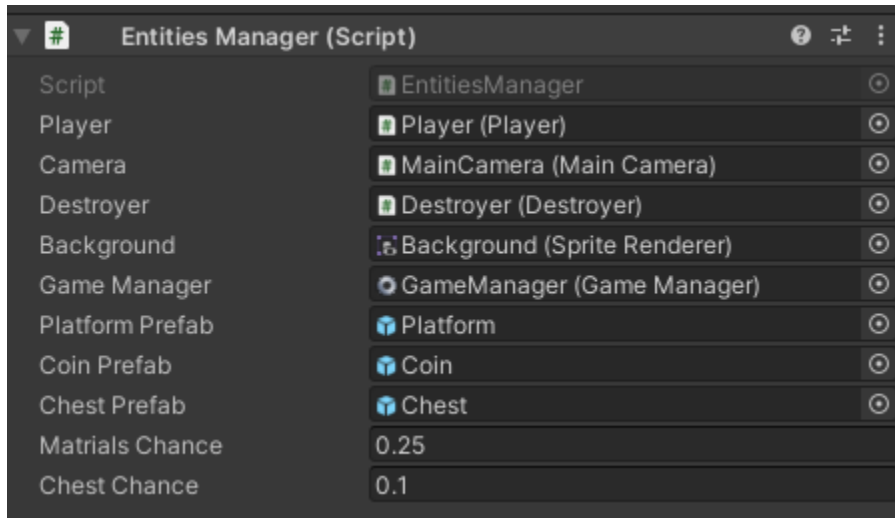 Entities Manager (Script)
Script EntitiesManager
Player Player (Player)
Camera MainCamera (Main Camera)
Destroyer Destroyer (Destroyer)
Background Background (Sprite Renderer)
Game Manager GameManager (Game Manager)
Platform Prefab Platform
Coin Prefab Coin
Chest Prefab Chest
Matrials Chance 0.25
Chest Chance 0.1